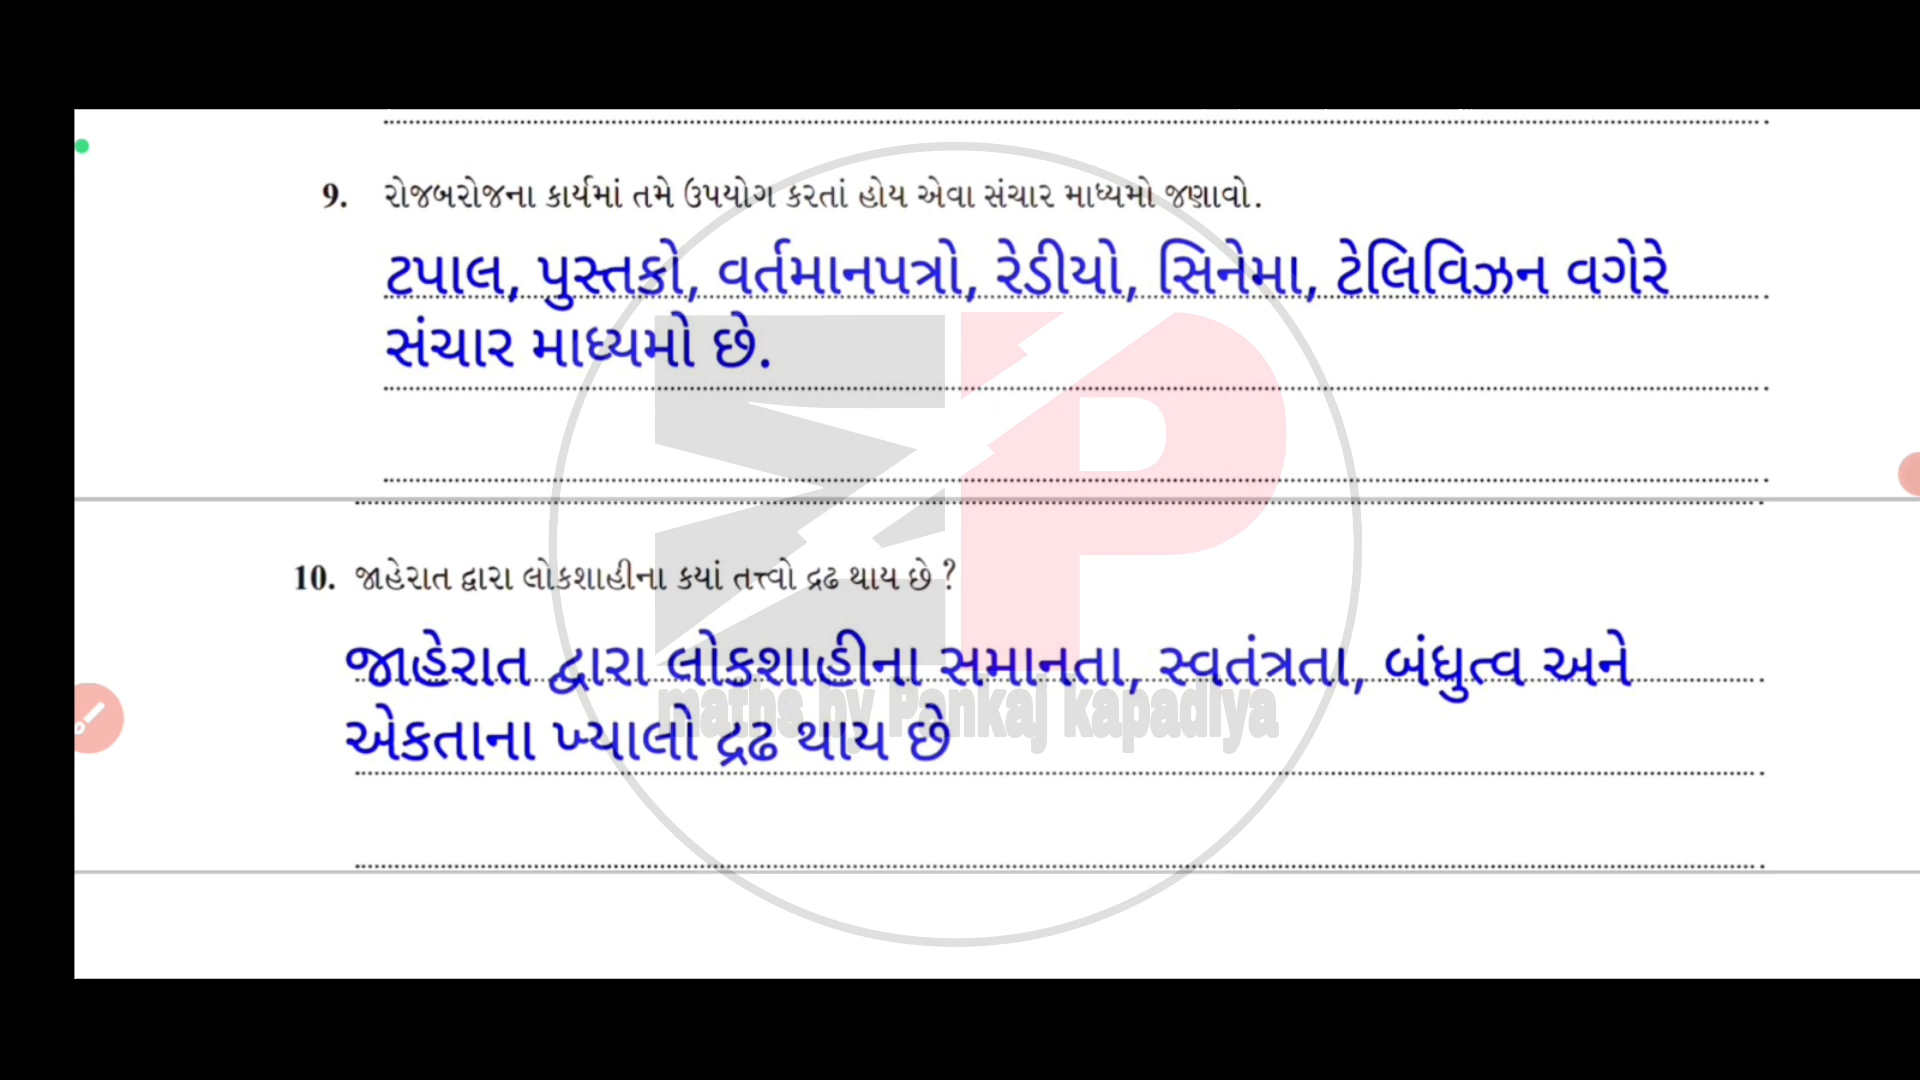 9. રોજબરોજના કાર્યમાં તમે ઉપયોગ કરતાં હોય એવા સંચાર માધ્યમો જણાવો.
ટપાલ, પુસ્તકો, વર્તમાનપત્રો, રેડીયો, સિનેમા, ટેલિવિઝન વગેરે
સંચાર માધ્યમો છે.
10. જાહેરાત દ્વારા લોકશાહીના કયાં તત્ત્વો દ્રઢ થાય છે ?
જાહેરાત દ્વારા લોકશાહીના સમાનતા, સ્વતંત્રતા, બંધુત્વ અને
maths by Pankaj kapadiya
એકતાના ખ્યાલો દ્રઢ થાય છે